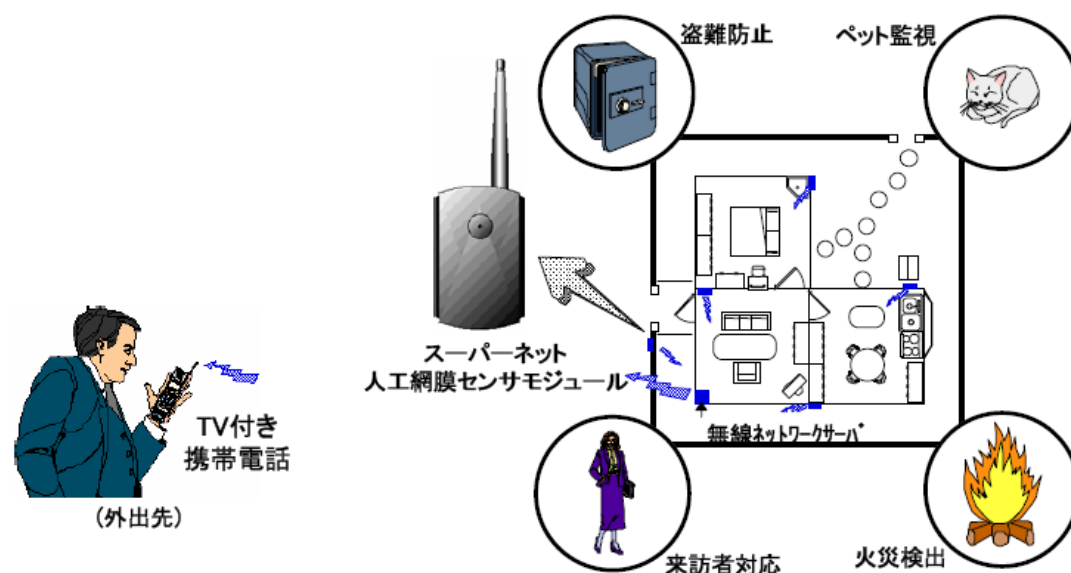 盗難防止
ペット監視
スーパーネット
人工網膜センサモジュール
TV付き
携帯電話
(外出先)
無線ネットワークサーバ
来訪者対応
火災検出